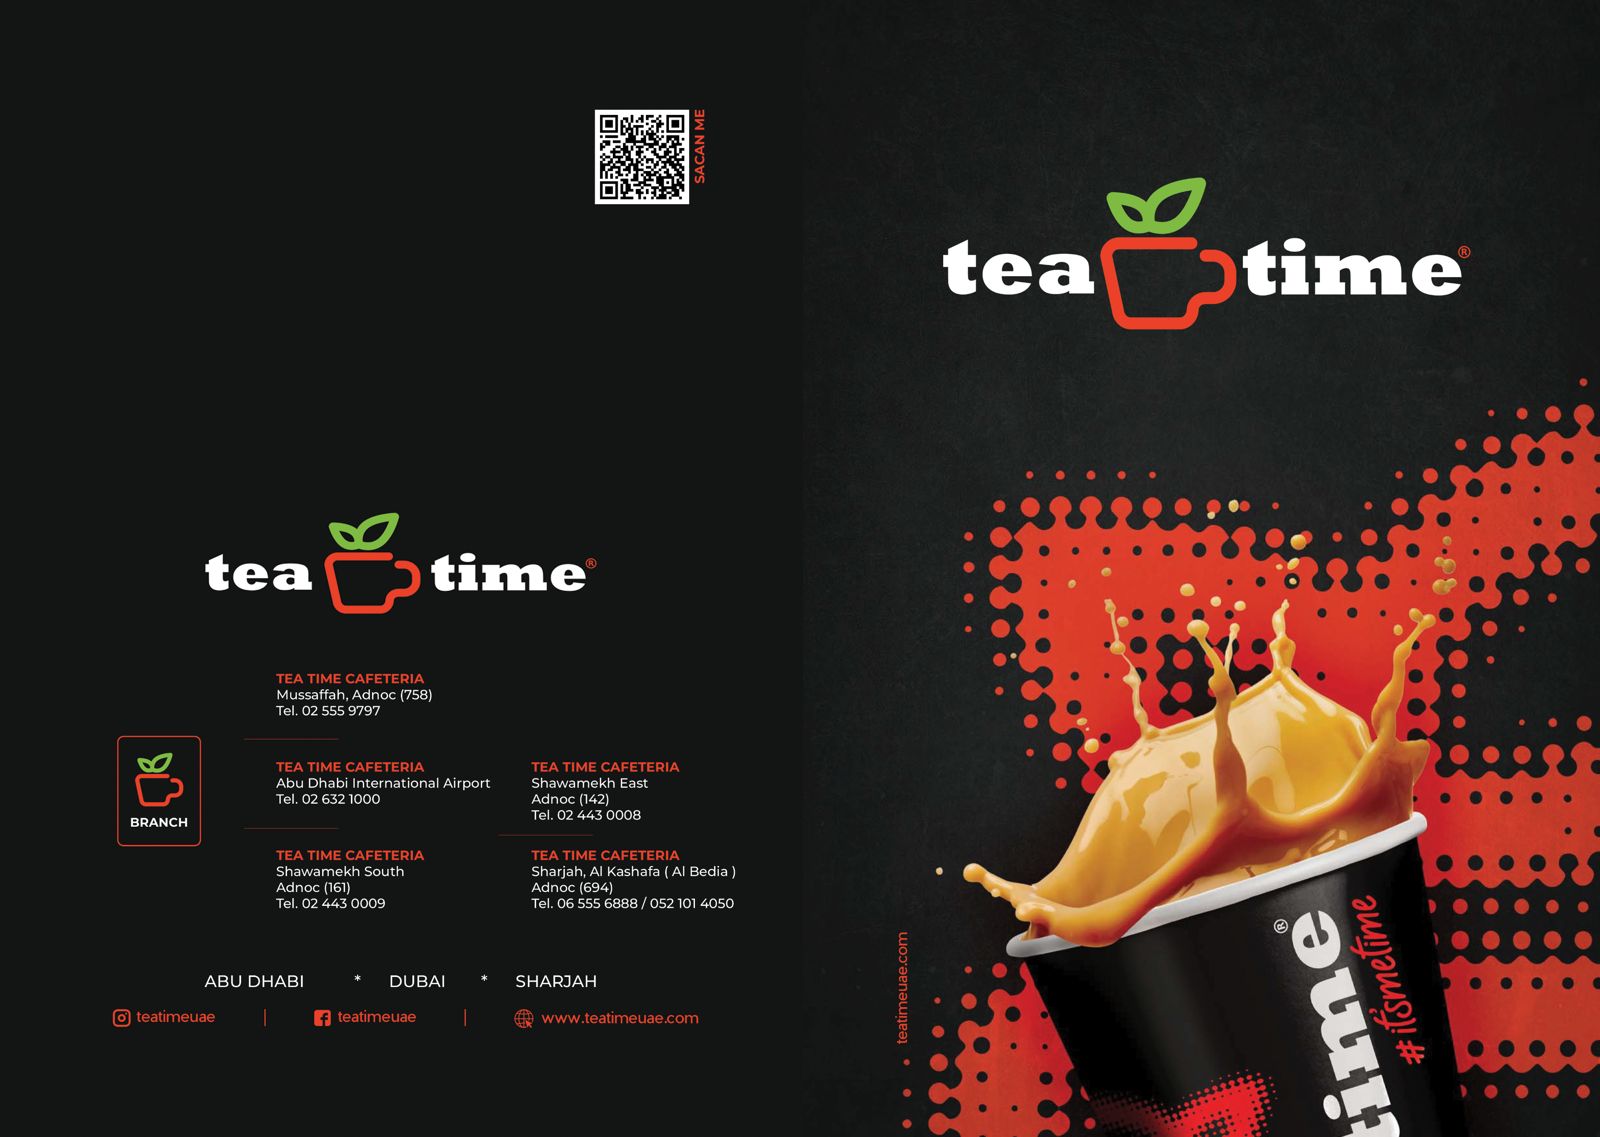 SACAN ME
tea time®
TEA TIME CAFETERIA
Mussaffah, Adnoc (758)
Tel. 02 555 9797
BRANCH
TEA TIME CAFETERIA
Abu Dhabi International Airport
Tel. 02 632 1000
TEA TIME CAFETERIA
Shawamekh South
Adnoc (161)
Tel. 02 443 0009
TEA TIME CAFETERIA
Shawamekh East
Adnoc (142)
Tel. 02 443 0008
TEA TIME CAFETERIA
Sharjah, Al Kashafa ( Al Bedia )
Adnoc (694)
Tel. 06 555 6888 / 052 101 4050
ABU DHABI * DUBAI * SHARJAH
teatimeuae | teatimeuae | www.teatimeuae.com
tea time®
teatimeuae.com
time®
#it'smetime